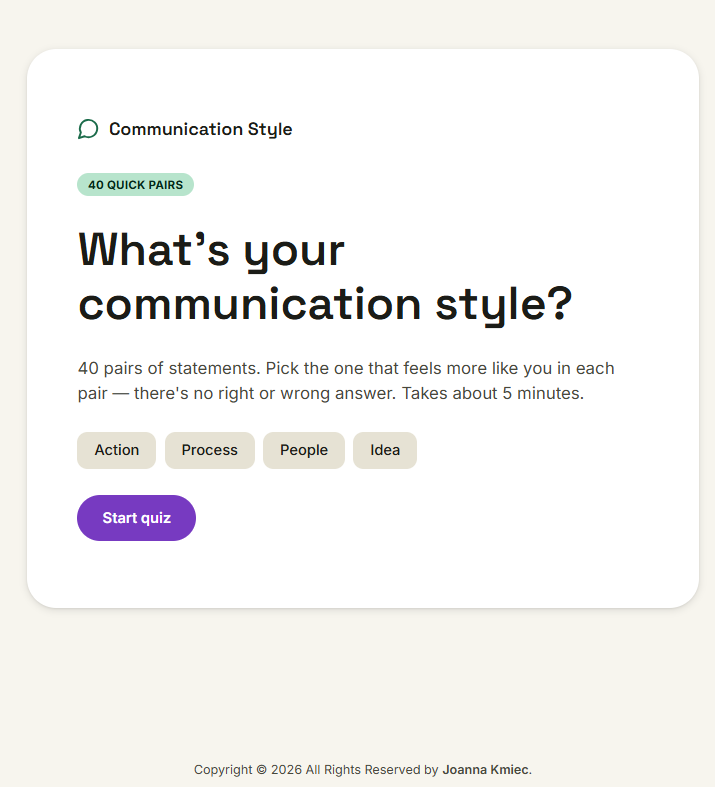 Communication Style
40 QUICK PAIRS
What’s your
communication style?
40 pairs of statements. Pick the one that feels more like you in each
pair — there's no right or wrong answer. Takes about 5 minutes.
Action Process People Idea
Start quiz
Copyright © 2026 All Rights Reserved by Joanna Kmiec.